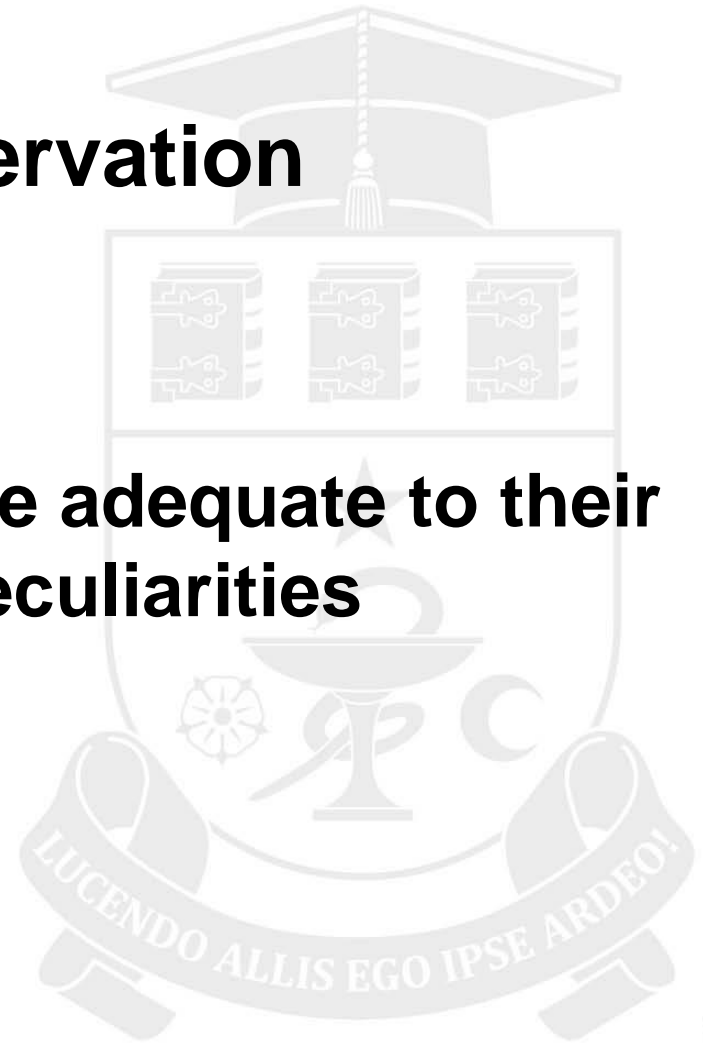 ervation
e adequate to their
eculiarities
LUCENDO ALLIS EGO IPSE ARDEO!